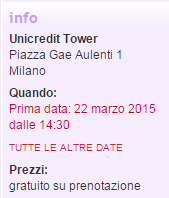 info
Unicredit Tower
Piazza Gae Aulenti 1
Milano
Quando:
Prima data: 22 marzo 2015
dalle 14:30
TUTTE LE ALTRE DATE
Prezzi:
gratuito su prenotazione